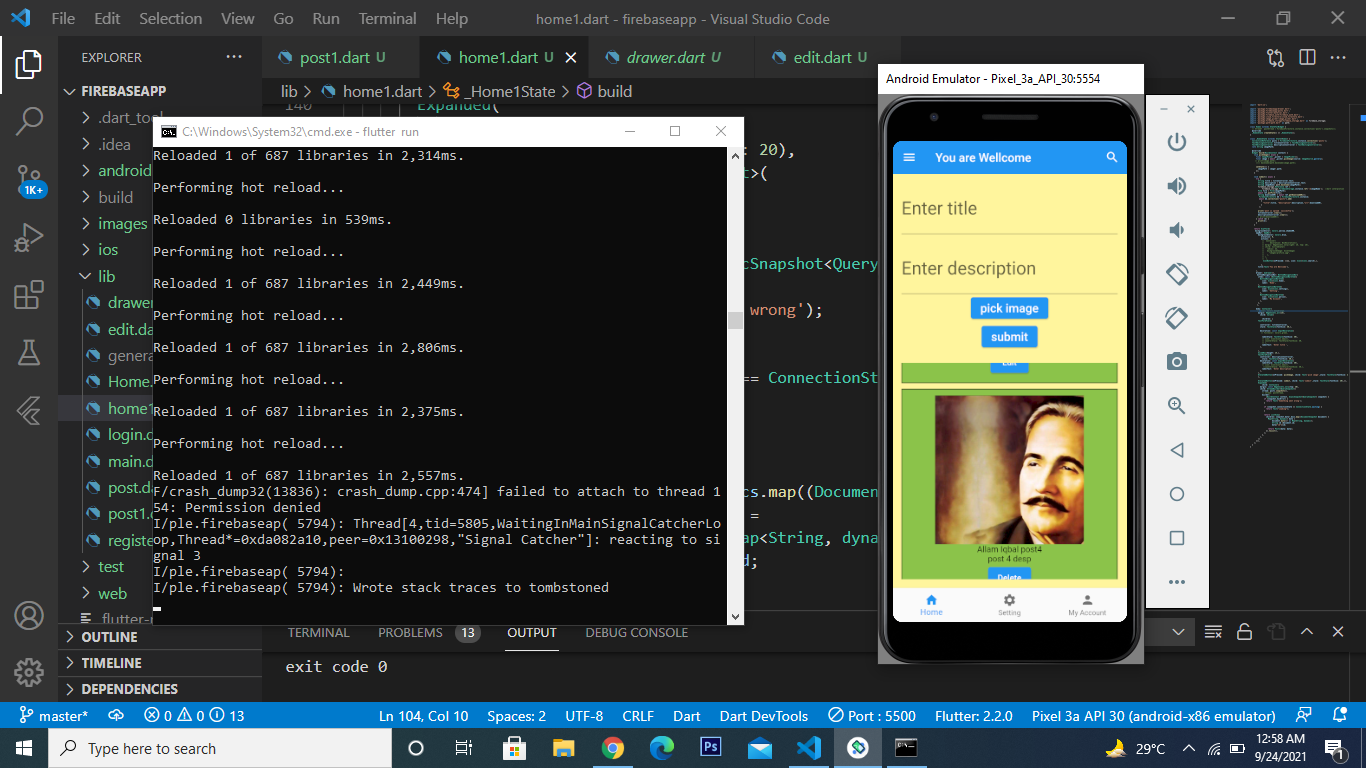 File Edit Selection View Go Run Terminal Help
home1.dart - firebaseapp - Visual Studio Code
EXPLORER
post1.dart U
home1.dart U
drawer.dart U
edit.dart U
lib > home1.dart > _Home1State > build
FIREBASEAPP
.dart_tool
.idea
android
build
images
ios
lib
drawer
edit.da
genera
Home.
home1
login.d
main.d
post.da
post1.d
registe
test
web
.flutter-
1K+
OUTLINE
TIMELINE
DEPENDENCIES
140
Expanded(
: 20),
t>(
cSnapshot<Query
wrong');
== ConnectionSt
cs.map((Documen
=
ap<String, dyna
d;
C:\Windows\System32\cmd.exe - flutter run
Reloaded 1 of 687 libraries in 2,314ms.
Performing hot reload...
Reloaded 0 libraries in 539ms.
Performing hot reload...
Reloaded 1 of 687 libraries in 2,449ms.
Performing hot reload...
Reloaded 1 of 687 libraries in 2,806ms.
Performing hot reload...
Reloaded 1 of 687 libraries in 2,375ms.
Performing hot reload...
Reloaded 1 of 687 libraries in 2,557ms.
F/crash_dump32(13836): crash_dump.cpp:474] failed to attach to thread 1
54: Permission denied
I/ple.firebaseap( 5794): Thread[4,tid=5805,WaitingInMainSignalCatcherLo
op,Thread*=0xda082a10,peer=0x13100298,"Signal Catcher"]: reacting to si
gnal 3
I/ple.firebaseap( 5794):
I/ple.firebaseap( 5794): Wrote stack traces to tombstoned
Android Emulator - Pixel_3a_API_30:5554
You are Wellcome
Enter title
Enter description
pick image
submit
Edit
Allam Iqbal post4
post 4 desp
Delete
Home
Setting
My Account
TERMINAL PROBLEMS 13 OUTPUT DEBUG CONSOLE
exit code 0
master* 0 0 13 Ln 104, Col 10 Spaces: 2 UTF-8 CRLF Dart Dart DevTools Port : 5500 Flutter: 2.2.0 Pixel 3a API 30 (android-x86 emulator)
Type here to search
Ps
29°C
12:58 AM
9/24/2021
1